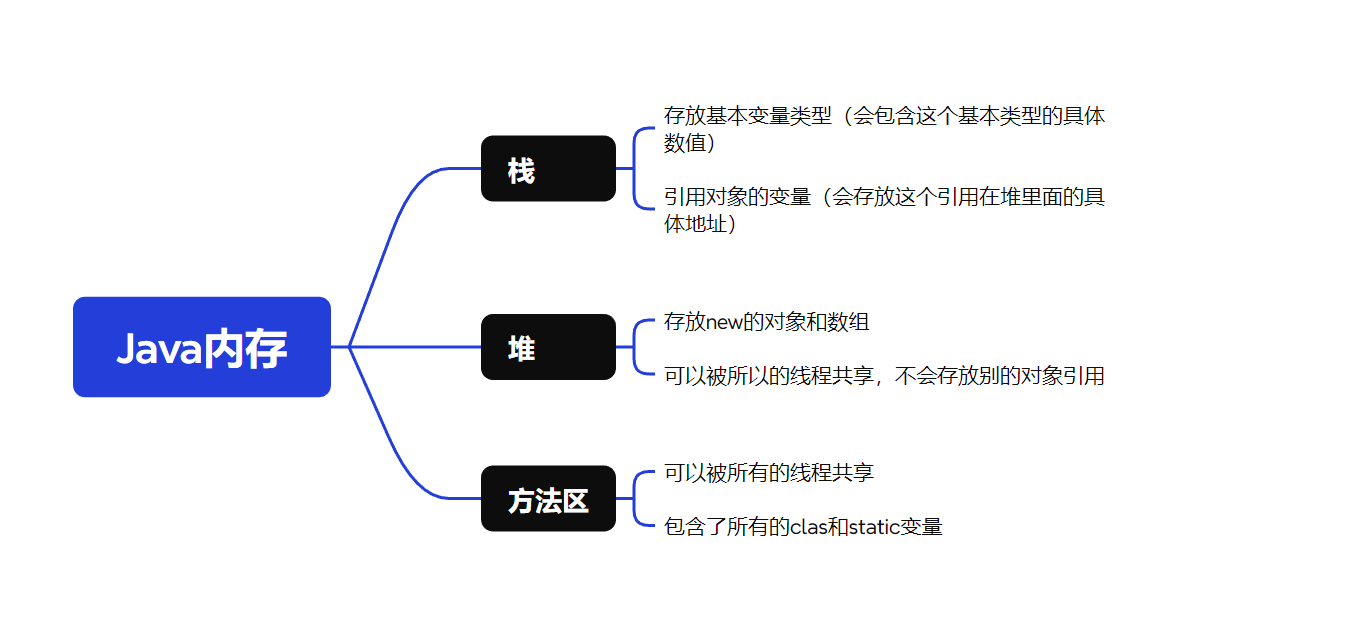 存放基本变量类型（会包含这个基本类型的具体
数值）
栈
引用对象的变量（会存放这个引用在堆里面的具
体地址）
Java内存
存放new的对象和数组
堆
可以被所以的线程共享，不会存放别的对象引用
可以被所有的线程共享
方法区
包含了所有的clas和static变量